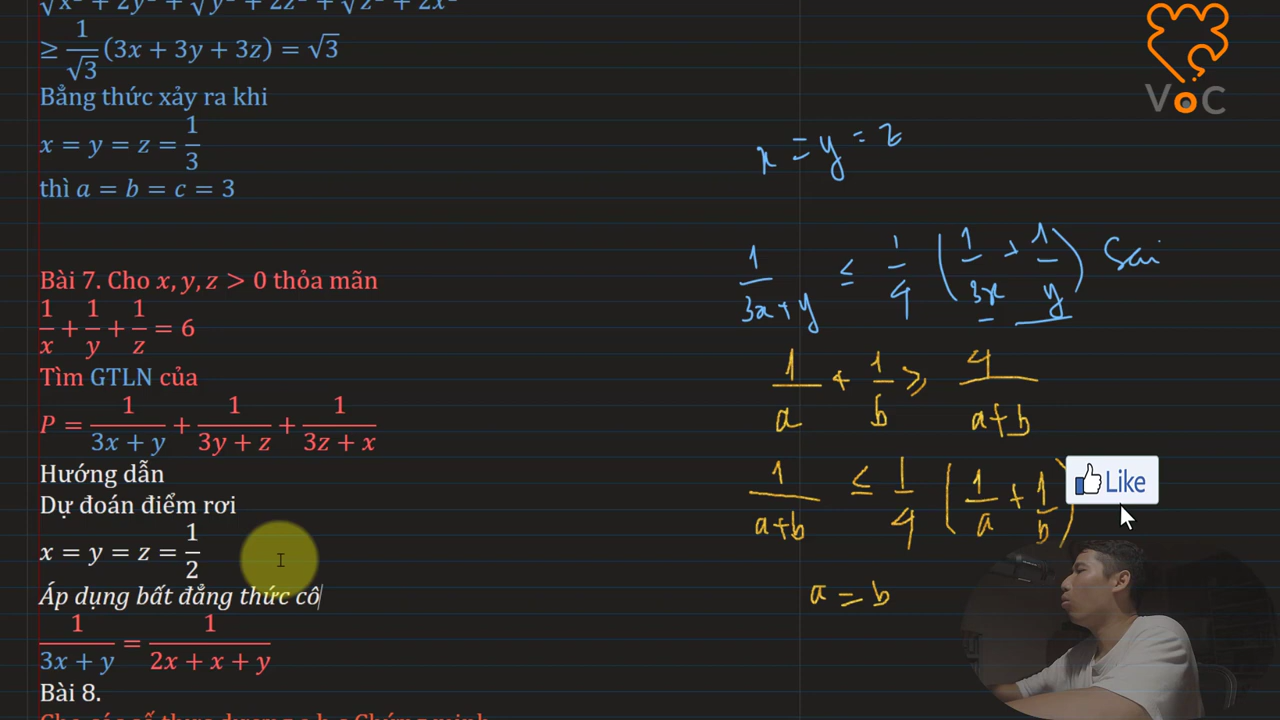 ≥ 1/√3 (3x + 3y + 3z) = √3
Bẳng thức xảy ra khi
x = y = z = 1/3
thì a = b = c = 3
Bài 7. Cho x, y, z > 0 thỏa mãn
1/x + 1/y + 1/z = 6
Tìm GTLN của
P = 1/(3x + y) + 1/(3y + z) + 1/(3z + x)
Hướng dẫn
Dự đoán điểm rơi
x = y = z = 1/2
Áp dụng bất đẳng thức cô
1/(3x + y) = 1/(2x + x + y)
Bài 8.
VoC
x = y = z
1/(3x + y) ≤ 1/4 (1/3x + 1/y) Sai
1/a + 1/b ≥ 4/(a+b)
1/(a+b) ≤ 1/4 (1/a + 1/b)
Like
a = b